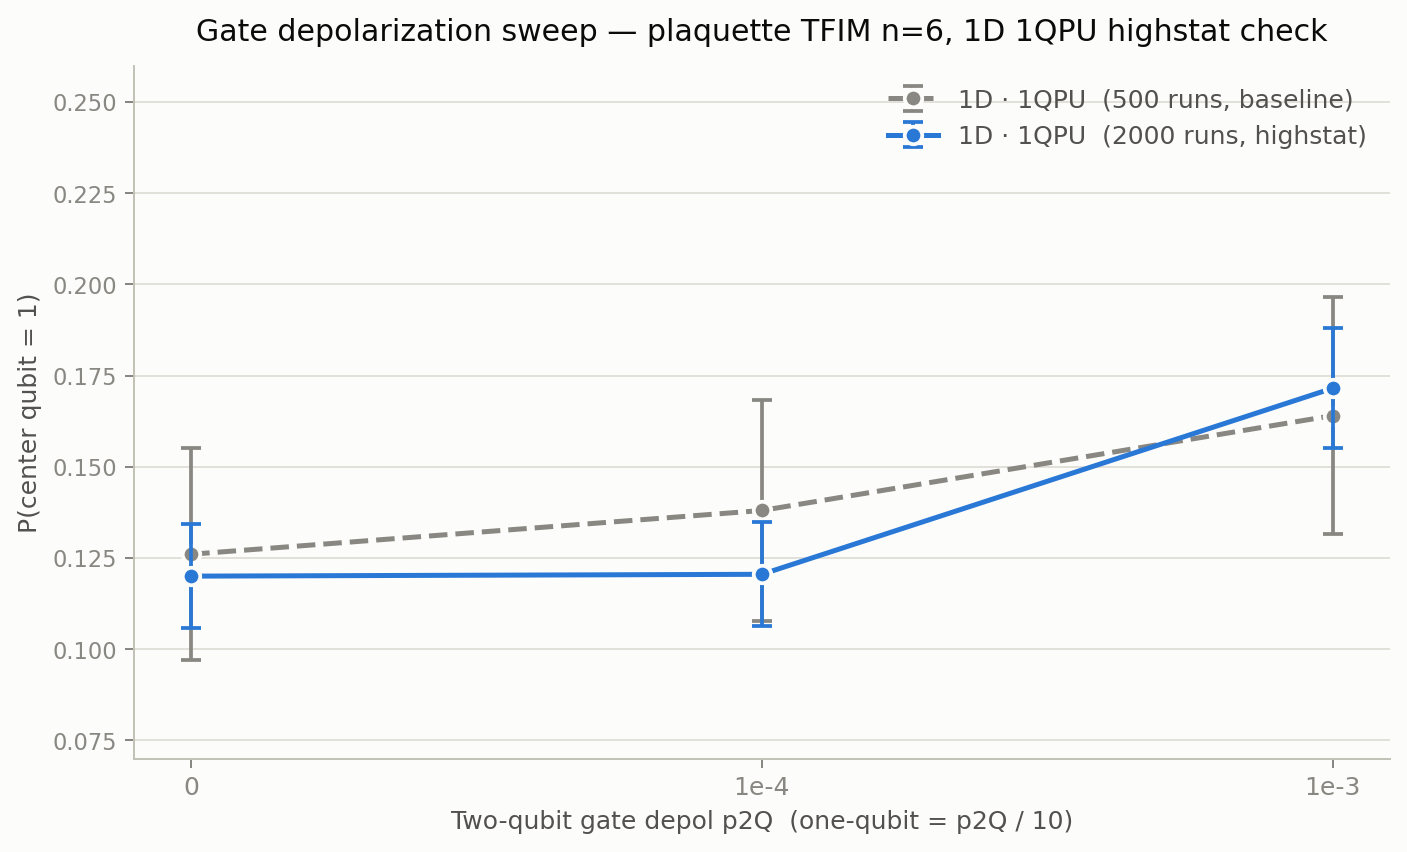 Gate depolarization sweep — plaquette TFIM n=6, 1D 1QPU highstat check
1D · 1QPU  (500 runs, baseline)
1D · 1QPU  (2000 runs, highstat)
P(center qubit = 1)
0.250
0.225
0.200
0.175
0.150
0.125
0.100
0.075
0
1e-4
1e-3
Two-qubit gate depol p2Q  (one-qubit = p2Q / 10)